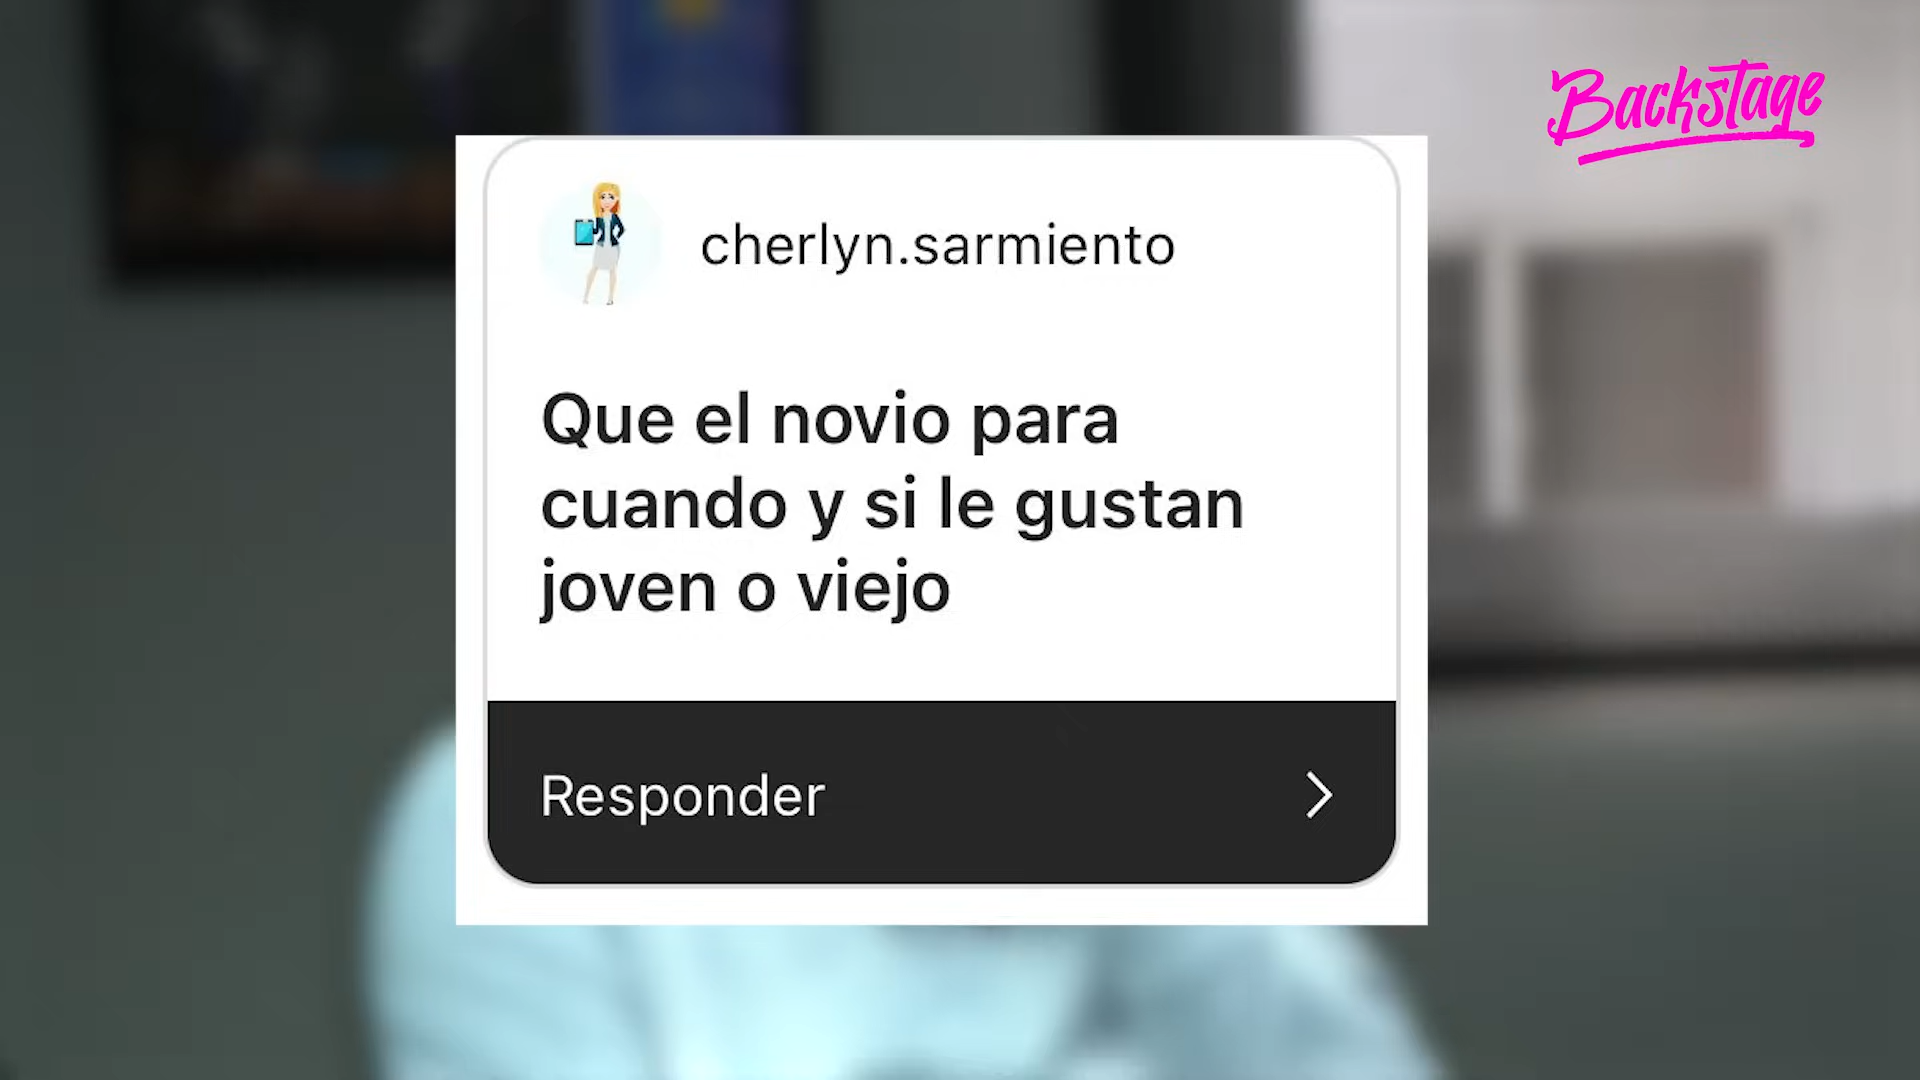 Backstage
cherlyn.sarmiento
Que el novio para
cuando y si le gustan
joven o viejo
Responder